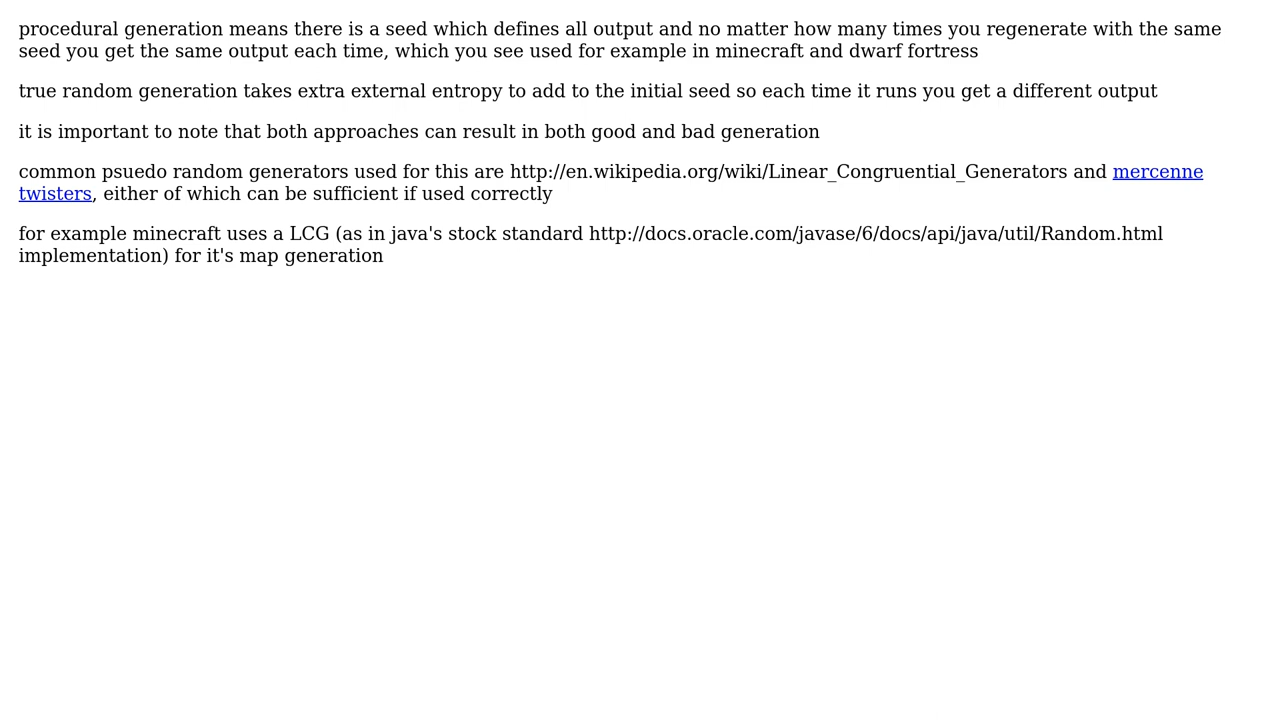 procedural generation means there is a seed which defines all output and no matter how many times you regenerate with the same
seed you get the same output each time, which you see used for example in minecraft and dwarf fortress
true random generation takes extra external entropy to add to the initial seed so each time it runs you get a different output
it is important to note that both approaches can result in both good and bad generation
common psuedo random generators used for this are http://en.wikipedia.org/wiki/Linear_Congruential_Generators and mercenne
twisters, either of which can be sufficient if used correctly
for example minecraft uses a LCG (as in java's stock standard http://docs.oracle.com/javase/6/docs/api/java/util/Random.html
implementation) for it's map generation